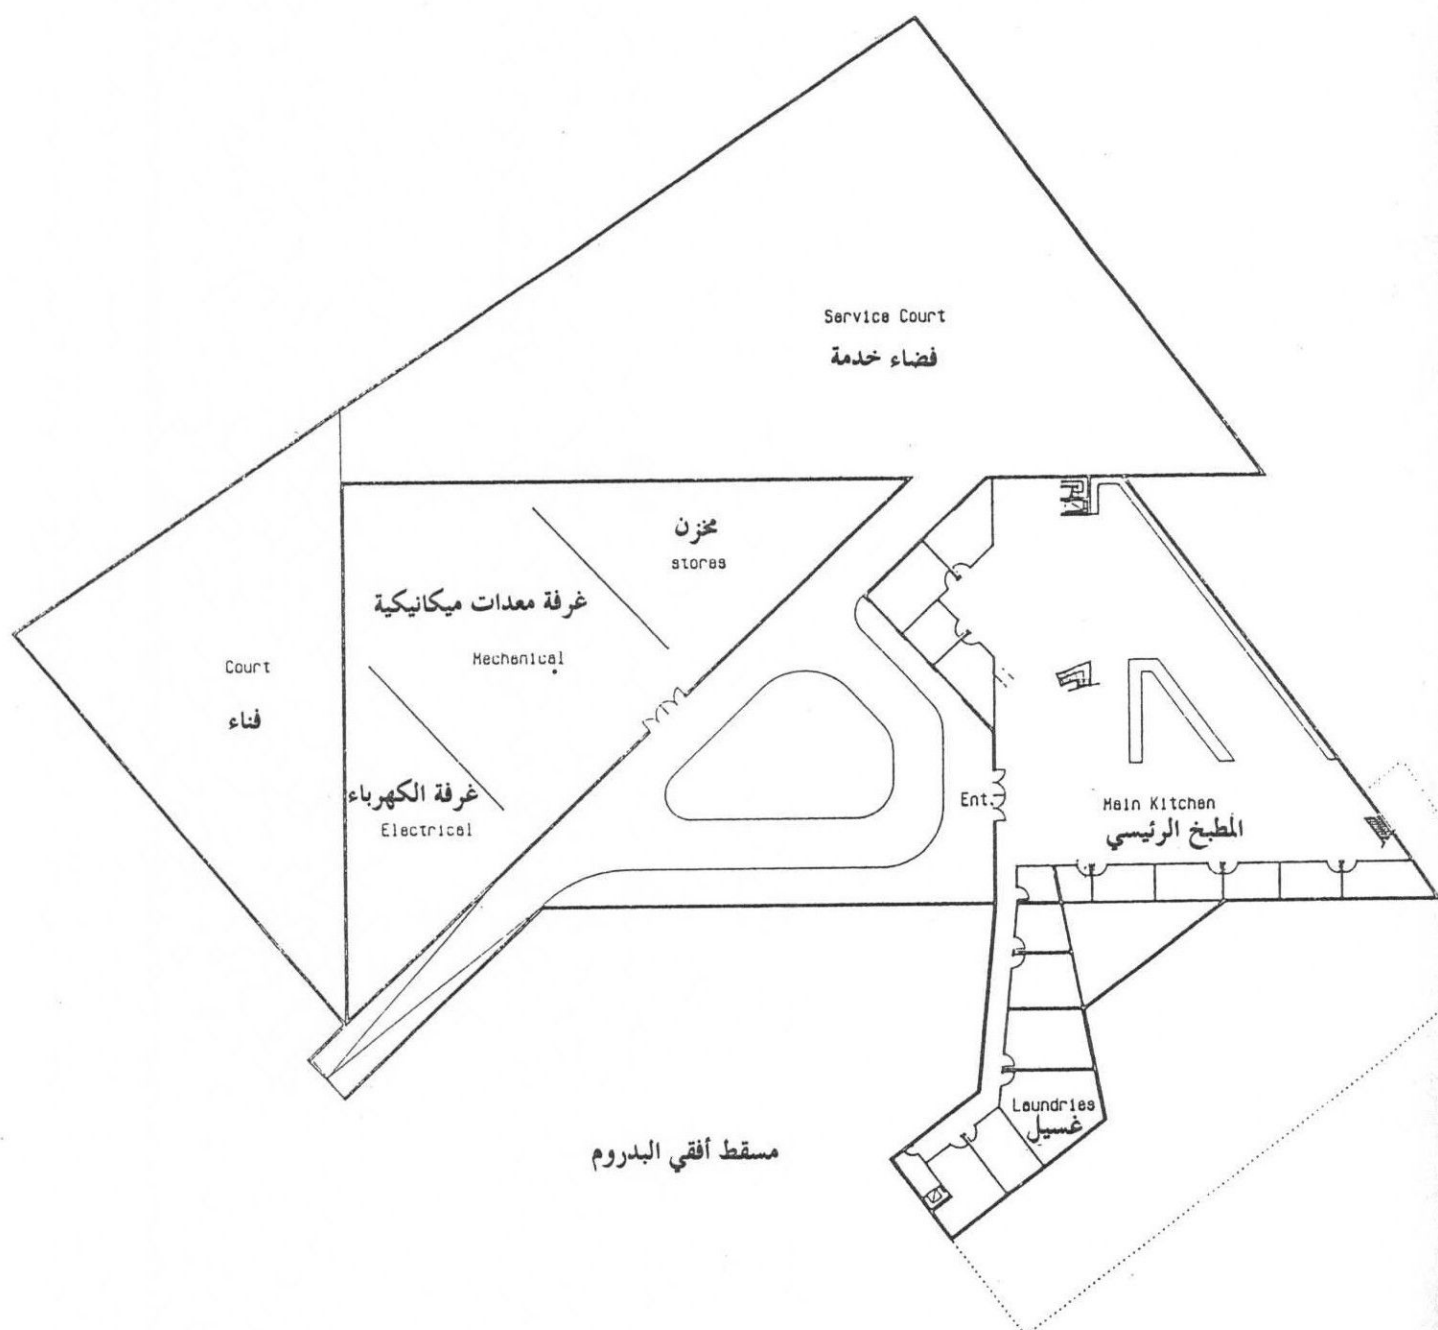 Service Court
فضاء خدمة
مخزن
stores
غرفة معدات ميكانيكية
Mechanical
Court
فناء
غرفة الكهرباء
Electrical
Ent.
Main Kitchen
المطبخ الرئيسي
Laundries
غسيل
مسقط أفقي البدروم